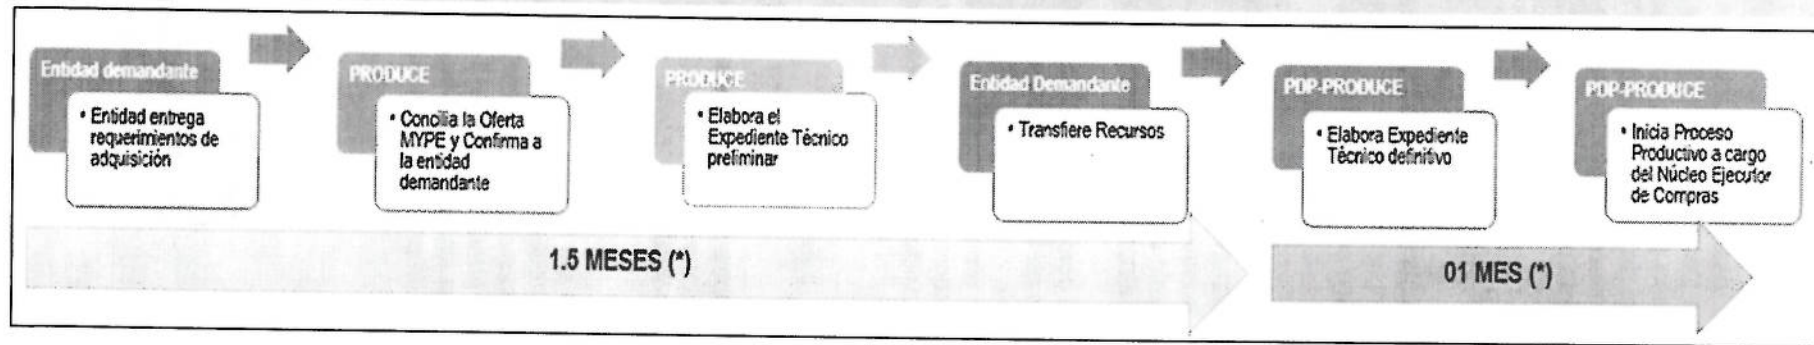 Entidad demandante
• Entidad entrega
requerimientos de
adquisición
PRODUCE
• Concilia la Oferta
MYPE y Confirma a
la entidad
demandante
PRODUCE
• Elabora el
Expediente Técnico
preliminar
Entidad Demandante
• Transfiere Recursos
PDP-PRODUCE
• Elabora Expediente
Técnico definitivo
PDP-PRODUCE
• Inicia Proceso
Productivo a cargo
del Núcleo Ejecutor
de Compras
1.5 MESES (*)
01 MES (*)